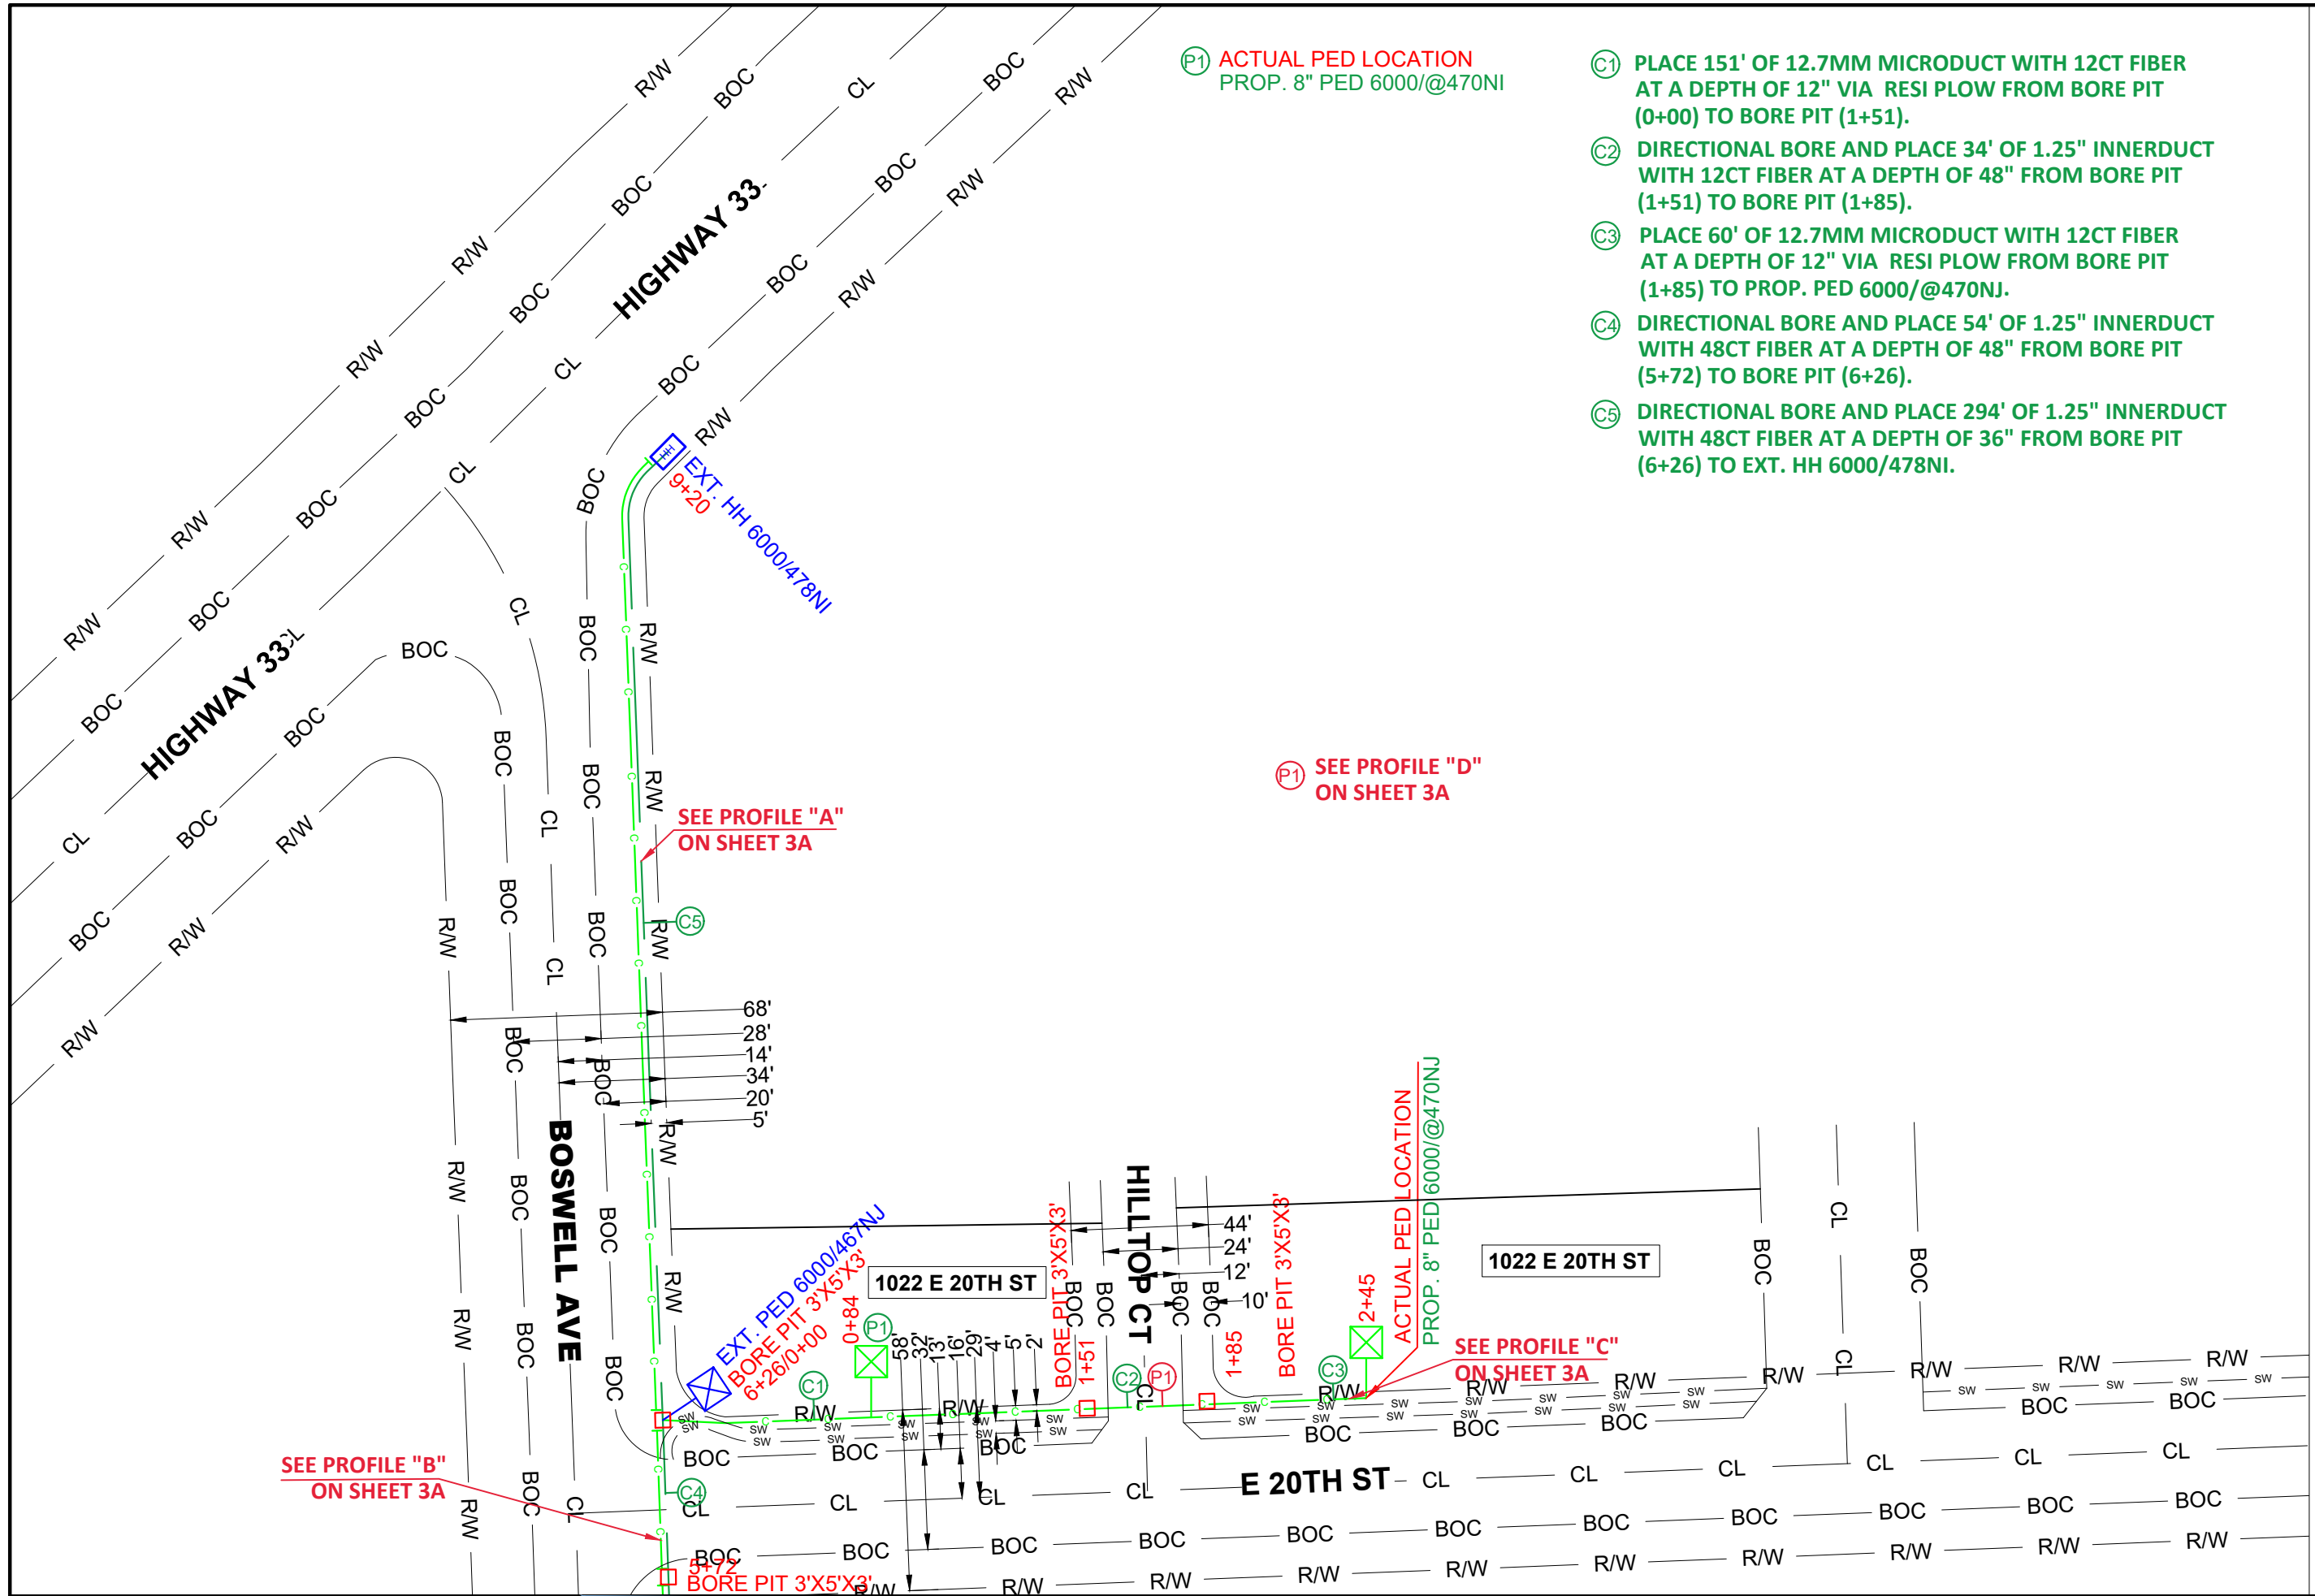 P1 ACTUAL PED LOCATION
PROP. 8" PED 6000/@470NI
C1 PLACE 151' OF 12.7MM MICRODUCT WITH 12CT FIBER
AT A DEPTH OF 12" VIA RESI PLOW FROM BORE PIT
(0+00) TO BORE PIT (1+51).
C2 DIRECTIONAL BORE AND PLACE 34' OF 1.25" INNERDUCT
WITH 12CT FIBER AT A DEPTH OF 48" FROM BORE PIT
(1+51) TO BORE PIT (1+85).
C3 PLACE 60' OF 12.7MM MICRODUCT WITH 12CT FIBER
AT A DEPTH OF 12" VIA RESI PLOW FROM BORE PIT
(1+85) TO PROP. PED 6000/@470NJ.
C4 DIRECTIONAL BORE AND PLACE 54' OF 1.25" INNERDUCT
WITH 48CT FIBER AT A DEPTH OF 48" FROM BORE PIT
(5+72) TO BORE PIT (6+26).
C5 DIRECTIONAL BORE AND PLACE 294' OF 1.25" INNERDUCT
WITH 48CT FIBER AT A DEPTH OF 36" FROM BORE PIT
(6+26) TO EXT. HH 6000/478NI.
HIGHWAY 33
HIGHWAY 33
HH
EXT. HH 6000/478NI
9+20
P1 SEE PROFILE "D"
ON SHEET 3A
SEE PROFILE "A"
ON SHEET 3A
C5
68'
28'
14'
34'
20'
5'
BOSWELL AVE
EXT. PED 6000/467NJ
BORE PIT 3'X5'X3'
6+26/0+00
0+84
P1
1022 E 20TH ST
C1
58'
32'
13'
16'
29'
4'
5'
2'
BORE PIT 3'X5'X3'
1+51
HILLTOP CT
44'
24'
12'
10'
C2
P1
1+85
BORE PIT 3'X5'X3'
C3
2+45
ACTUAL PED LOCATION
PROP. 8" PED 6000/@470NJ
1022 E 20TH ST
SEE PROFILE "C"
ON SHEET 3A
SEE PROFILE "B"
ON SHEET 3A
C4
E 20TH ST
5+72
BORE PIT 3'X5'X3'
R/W
BOC
CL
SW
C